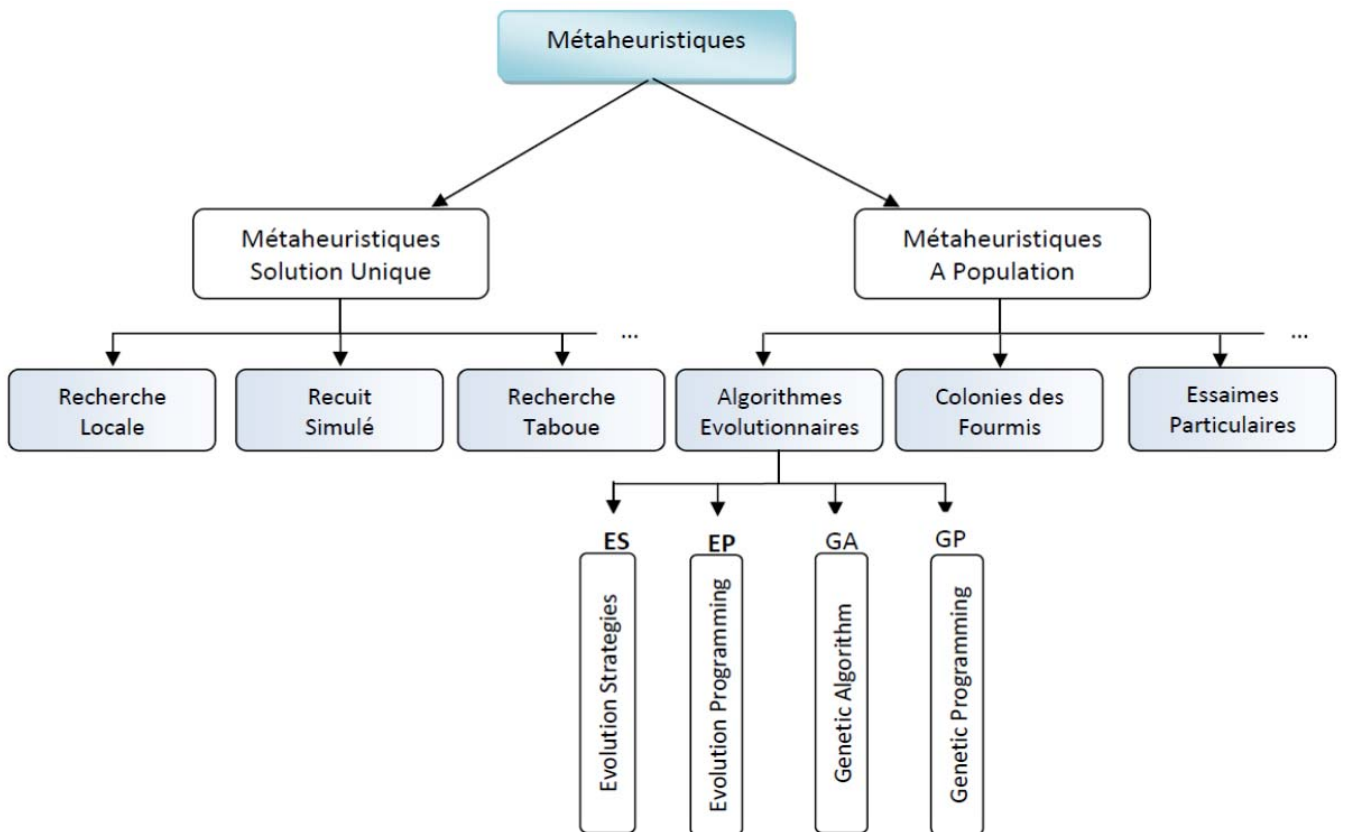 Métaheuristiques
Métaheuristiques
Solution Unique
Métaheuristiques
A Population
...
...
Recherche
Locale
Recuit
Simulé
Recherche
Taboue
Algorithmes
Evolutionnaires
Colonies des
Fourmis
Essaimes
Particulaires
ES
EP
GA
GP
Evolution Strategies
Evolution Programming
Genetic Algorithm
Genetic Programming